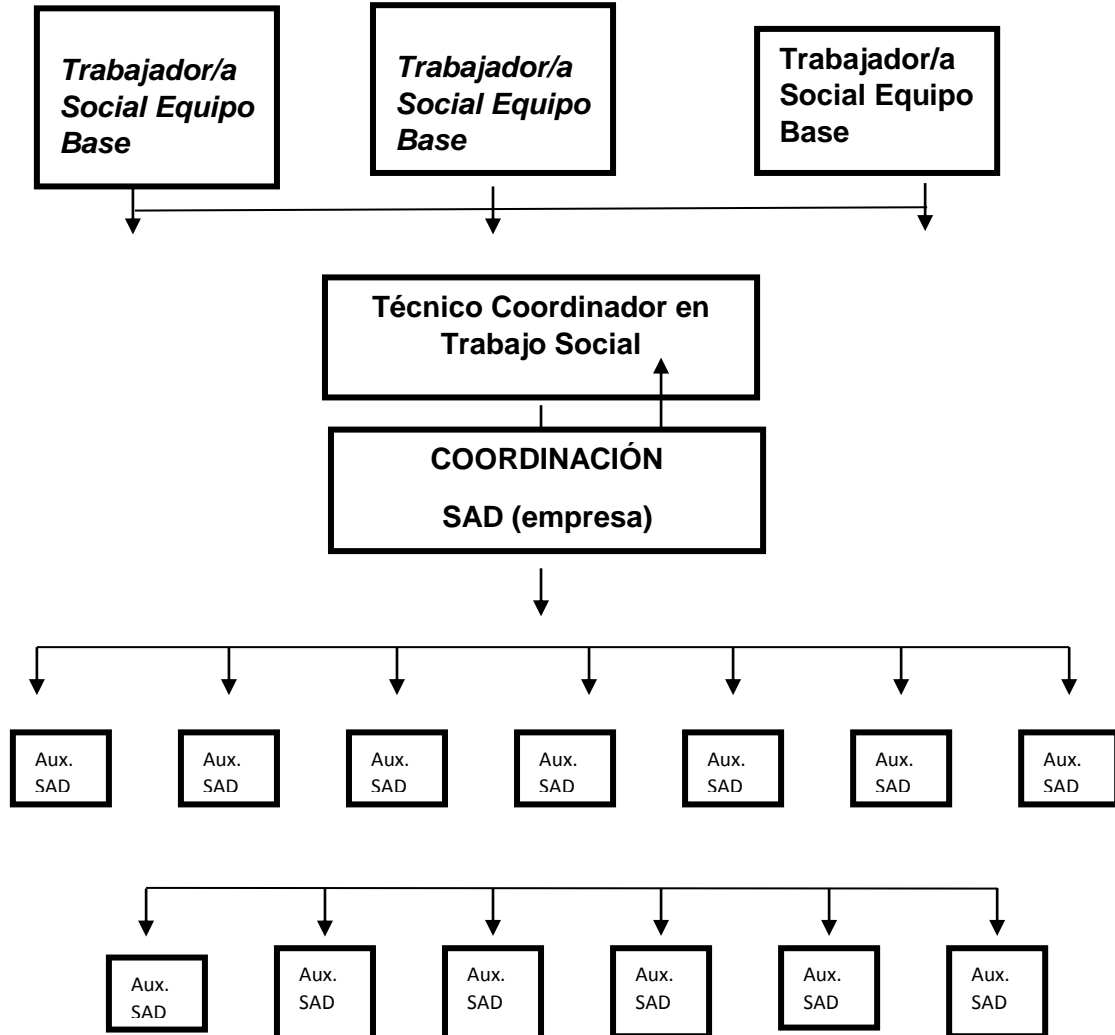 Trabajador/a
Social Equipo
Base
Trabajador/a
Social Equipo
Base
Trabajador/a
Social Equipo
Base
Técnico Coordinador en
Trabajo Social
COORDINACIÓN
SAD (empresa)
Aux.
SAD
Aux.
SAD
Aux.
SAD
Aux.
SAD
Aux.
SAD
Aux.
SAD
Aux.
SAD
Aux.
SAD
Aux.
SAD
Aux.
SAD
Aux.
SAD
Aux.
SAD
Aux.
SAD